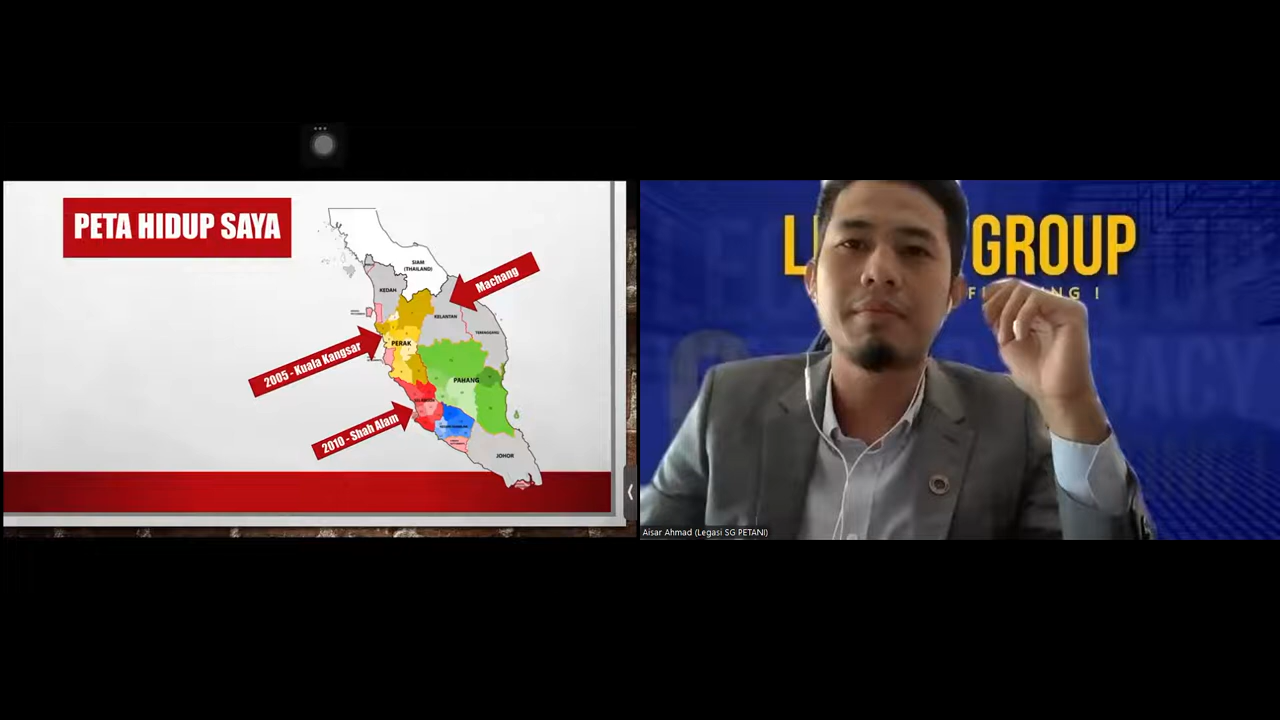 PETA HIDUP SAYA
SIAM
(THAILAND)
Machang
KEDAH
KELANTAN
TERENGGANU
PERAK
2005 - Kuala Kangsar
PAHANG
2010 - Shah Alam
JOHOR
GROUP
Aisar Ahmad (Legasi SG PETANI)